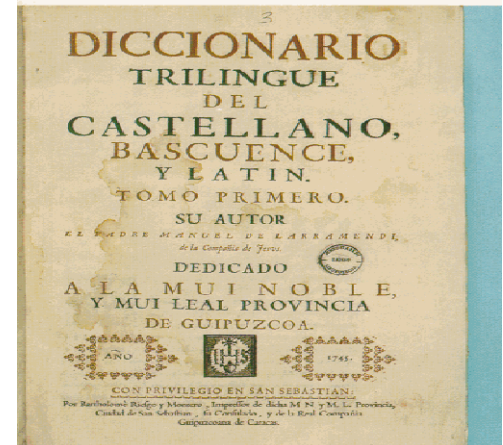 3
DICCIONARIO
TRILINGUE
DEL
CASTELLANO,
BASCUENCE,
Y LATIN.
TOMO PRIMERO.
SU AUTOR
EL PADRE MANUEL DE LARRAMENDI,
de la Compañia de Jesus.
DEDICADO
A LA MUI NOBLE,
Y MUI LEAL PROVINCIA
DE GUIPUZCOA.
AÑO
IHS
1745.
CON PRIVILEGIO EN SAN SEBASTIAN:
Por Bartholomè Riesgo y Montero, Impressor de dicha M. N. y M. L. Provincia,
Ciudad de San Sebastian, su Consulado, y de la Real Compañia
Guipuzcoana de Caracas.